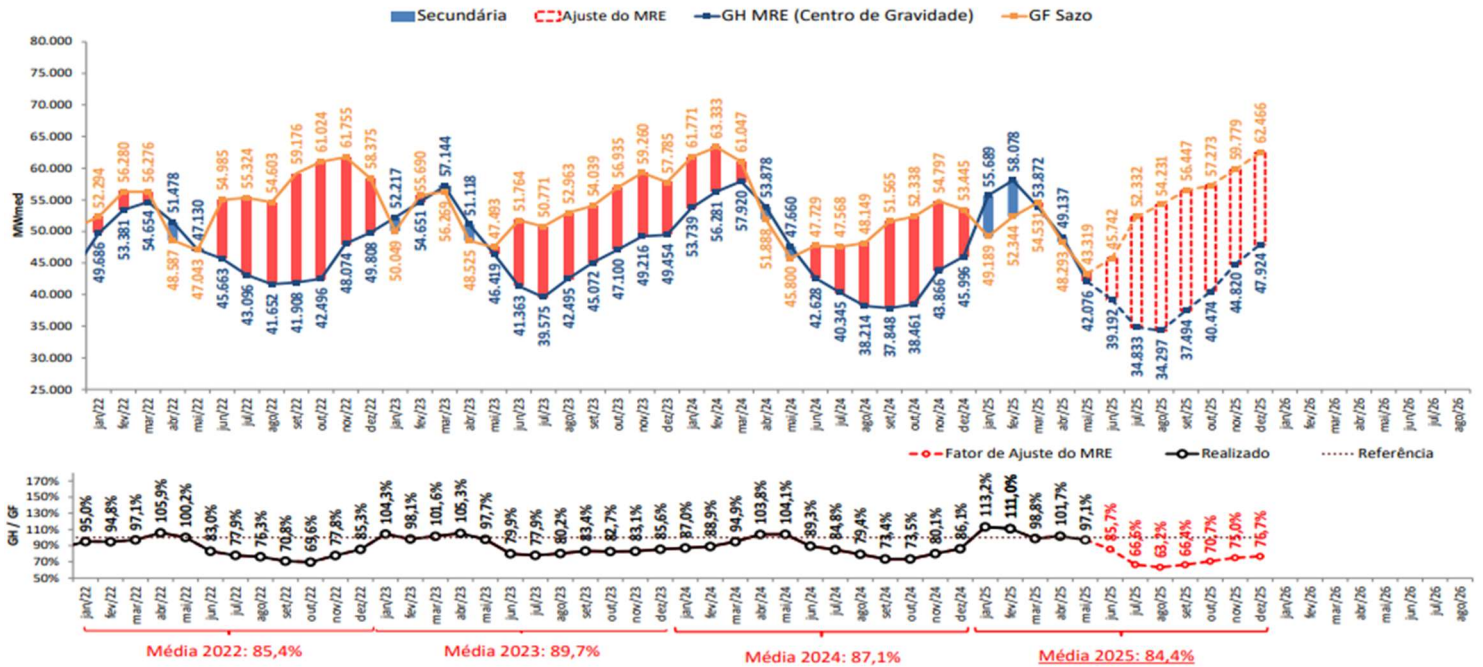 Secundária Ajuste do MRE GH MRE (Centro de Gravidade) GF Sazo
80.000
75.000
70.000
65.000
60.000
55.000
50.000
45.000
40.000
35.000
30.000
25.000
MWmed
52.294 56.280 56.276 51.478 47.130 54.985 55.324 54.603 59.176 61.024 61.755 58.375 52.217 55.690 57.144 51.118 47.493 51.764 50.771 52.963 54.039 56.935 59.260 57.785 61.771 63.333 61.047 53.878 47.660 47.729 47.568 48.149 51.565 52.338 54.797 53.445 55.689 58.078 53.872 49.137 43.319 45.742 52.332 54.231 56.447 57.273 59.779 62.466
49.686 53.381 54.654 48.587 47.043 45.663 43.096 41.652 41.908 42.496 48.074 49.808 50.049 54.651 56.269 48.525 46.419 41.363 39.575 42.495 45.072 47.100 49.216 49.454 53.739 56.281 57.920 51.888 45.800 42.628 40.345 38.214 37.848 38.461 43.866 45.996 49.189 52.344 54.531 48.293 42.076 39.192 34.833 34.297 37.494 40.474 44.820 47.924
jan/22 fev/22 mar/22 abr/22 mai/22 jun/22 jul/22 ago/22 set/22 out/22 nov/22 dez/22 jan/23 fev/23 mar/23 abr/23 mai/23 jun/23 jul/23 ago/23 set/23 out/23 nov/23 dez/23 jan/24 fev/24 mar/24 abr/24 mai/24 jun/24 jul/24 ago/24 set/24 out/24 nov/24 dez/24 jan/25 fev/25 mar/25 abr/25 mai/25 jun/25 jul/25 ago/25 set/25 out/25 nov/25 dez/25 jan/26 fev/26 mar/26 abr/26 mai/26 jun/26 jul/26 ago/26
Fator de Ajuste do MRE Realizado Referência
170%
150%
130%
110%
90%
70%
50%
GH / GF
95,0% 94,8% 97,1% 105,9% 100,2% 83,0% 77,9% 76,3% 70,8% 69,6% 77,8% 85,3% 104,3% 98,1% 101,6% 105,3% 97,7% 79,9% 77,9% 80,2% 83,4% 82,7% 83,1% 85,6% 87,0% 88,9% 94,9% 103,8% 104,1% 89,3% 84,8% 79,4% 73,4% 73,5% 80,1% 86,1% 113,2% 111,0% 98,8% 101,7% 97,1% 85,7% 66,6% 63,2% 66,4% 70,7% 75,0% 76,7%
jan/22 fev/22 mar/22 abr/22 mai/22 jun/22 jul/22 ago/22 set/22 out/22 nov/22 dez/22 jan/23 fev/23 mar/23 abr/23 mai/23 jun/23 jul/23 ago/23 set/23 out/23 nov/23 dez/23 jan/24 fev/24 mar/24 abr/24 mai/24 jun/24 jul/24 ago/24 set/24 out/24 nov/24 dez/24 jan/25 fev/25 mar/25 abr/25 mai/25 jun/25 jul/25 ago/25 set/25 out/25 nov/25 dez/25 jan/26 fev/26 mar/26 abr/26 mai/26 jun/26 jul/26 ago/26
Média 2022: 85,4% Média 2023: 89,7% Média 2024: 87,1% Média 2025: 84,4%